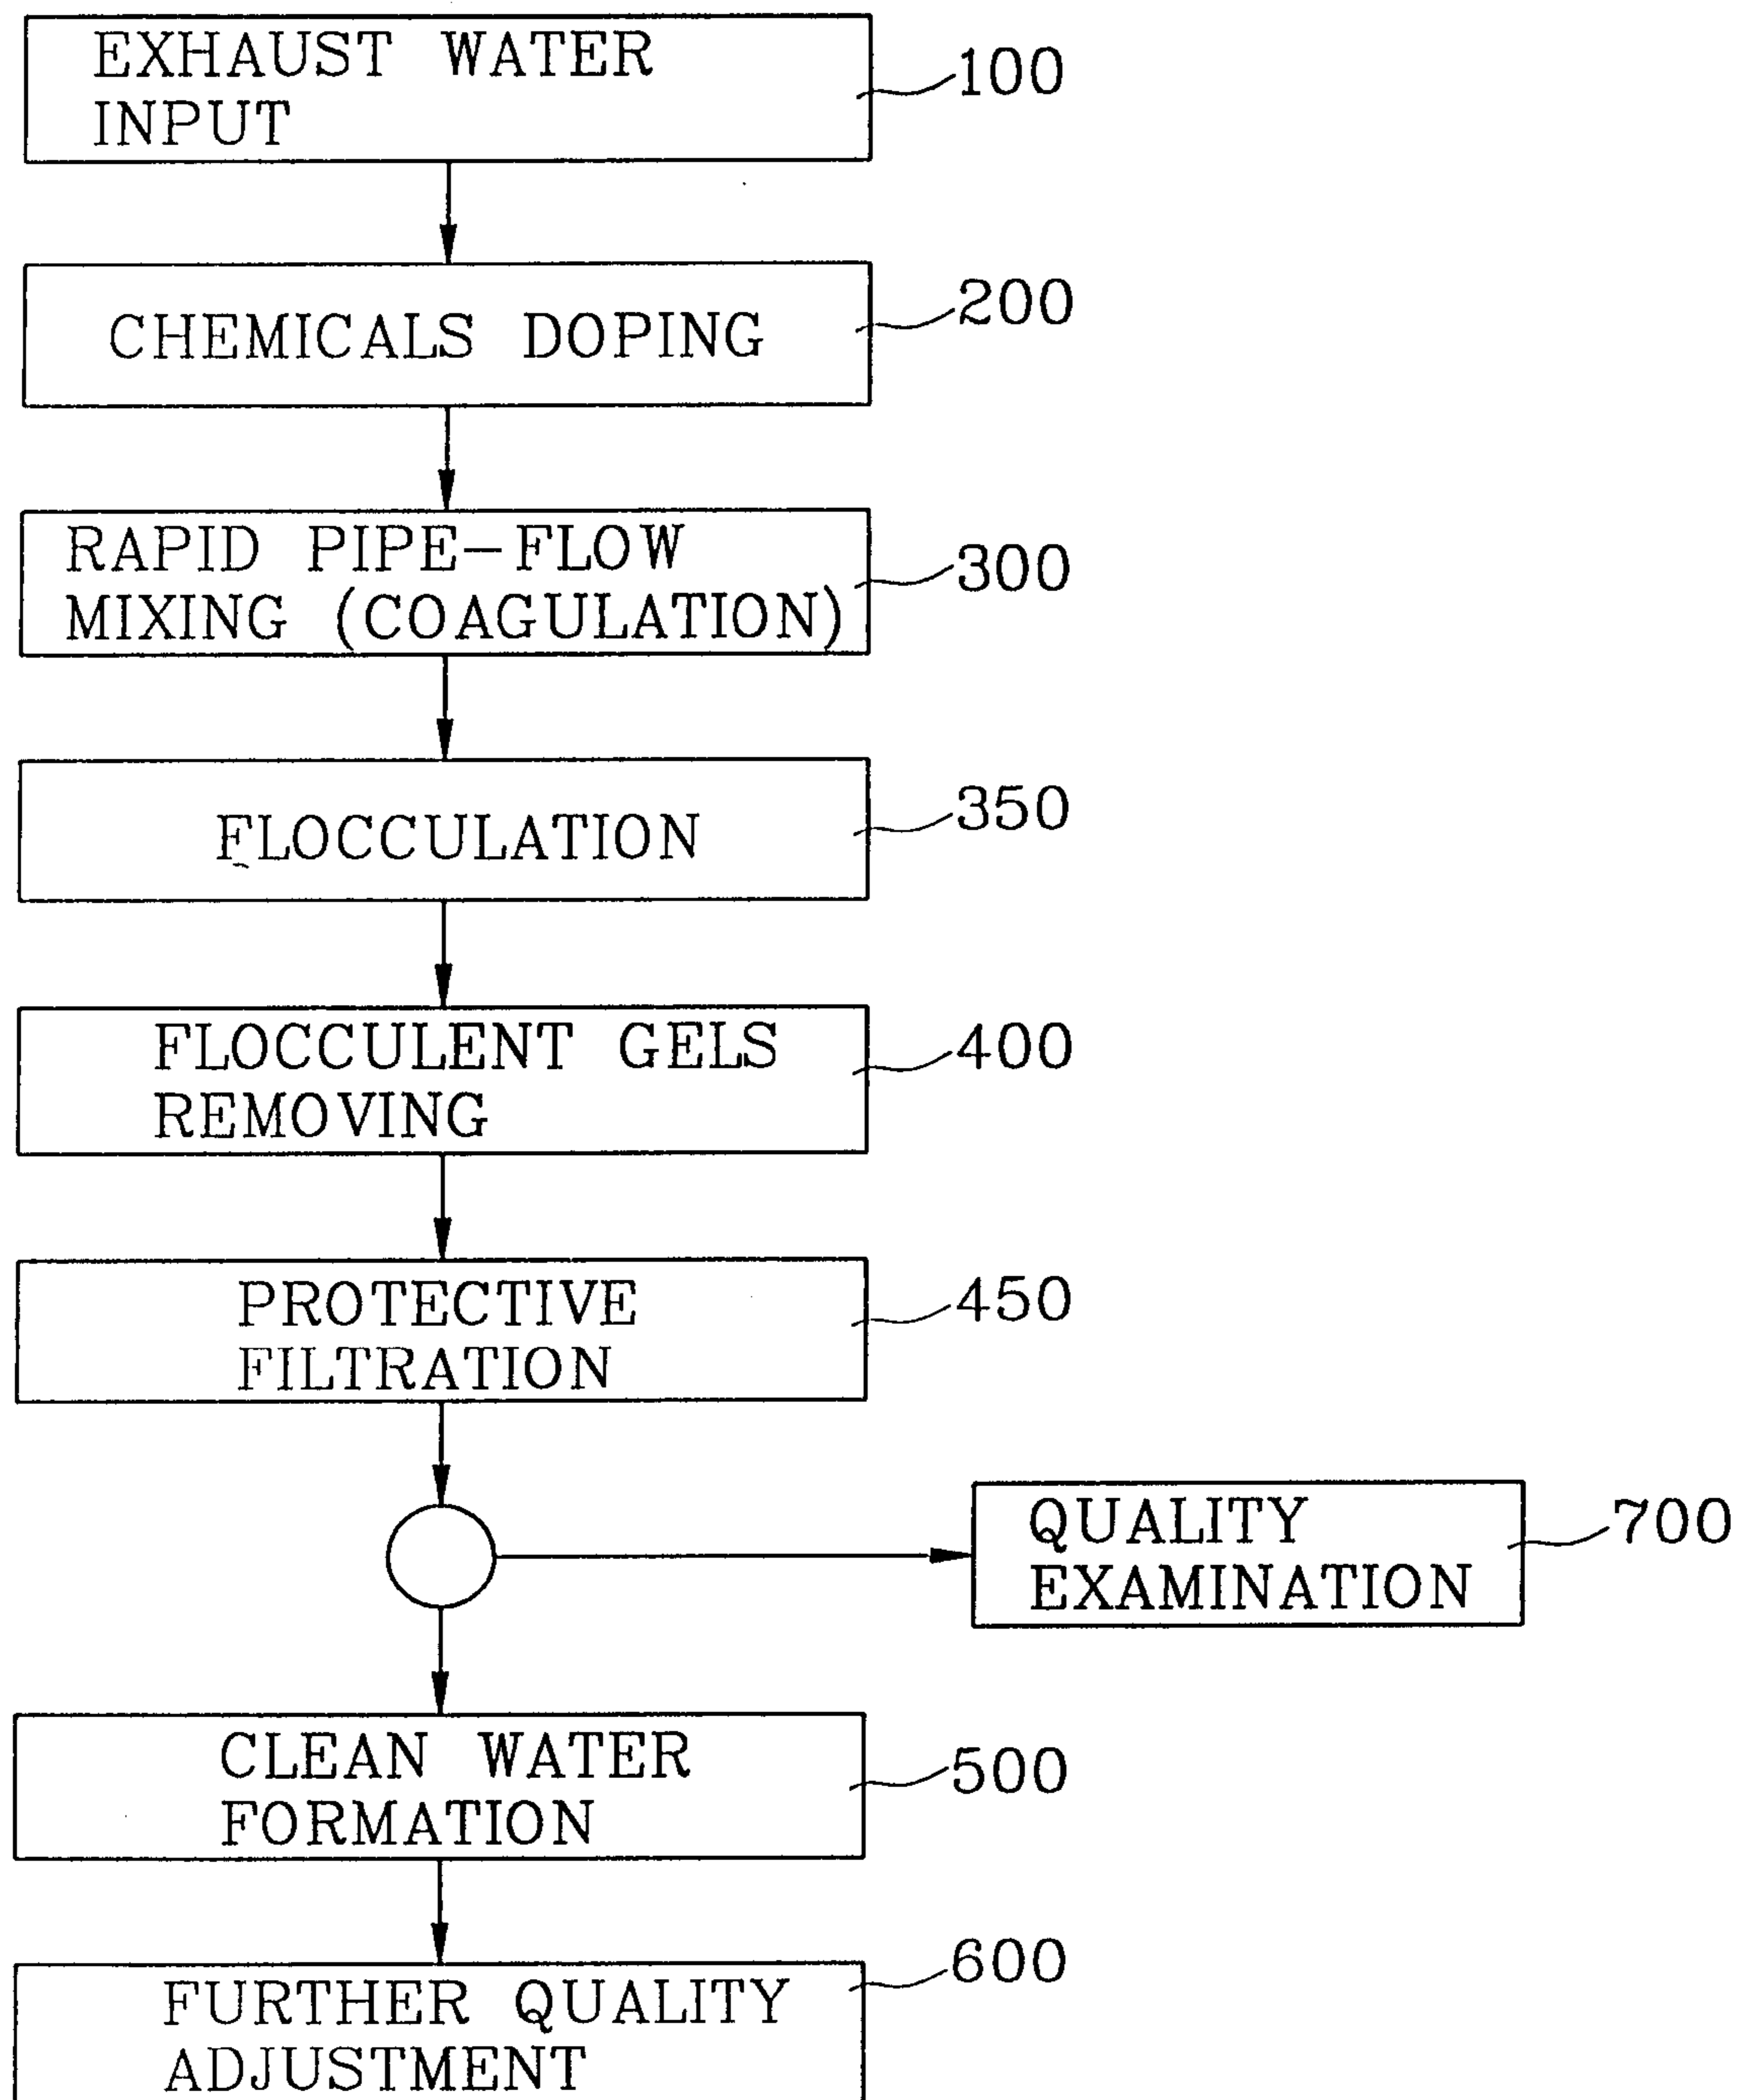 EXHAUST WATER
INPUT
100
CHEMICALS DOPING
200
RAPID PIPE-FLOW
MIXING (COAGULATION)
300
FLOCCULATION
350
FLOCCULENT GELS
REMOVING
400
PROTECTIVE
FILTRATION
450
QUALITY
EXAMINATION
700
CLEAN WATER
FORMATION
500
FURTHER QUALITY
ADJUSTMENT
600